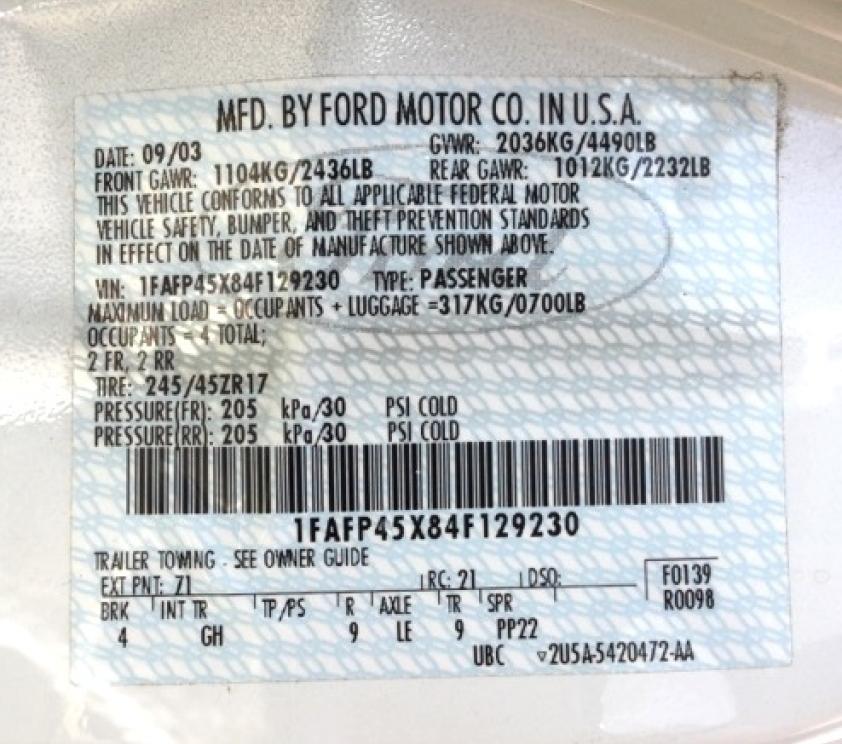 MFD. BY FORD MOTOR CO. IN U.S.A.
DATE: 09/03 GVWR: 2036KG/4490LB
FRONT GAWR: 1104KG/2436LB REAR GAWR: 1012KG/2232LB
THIS VEHICLE CONFORMS TO ALL APPLICABLE FEDERAL MOTOR
VEHICLE SAFETY, BUMPER, AND THEFT PREVENTION STANDARDS
IN EFFECT ON THE DATE OF MANUFACTURE SHOWN ABOVE.
VIN: 1FAFP45X84F129230 TYPE: PASSENGER
MAXIMUM LOAD = OCCUPANTS + LUGGAGE =317KG/0700LB
OCCUPANTS = 4 TOTAL;
2 FR, 2 RR
TIRE: 245/45ZR17
PRESSURE(FR): 205 kPa/30 PSI COLD
PRESSURE(RR): 205 kPa/30 PSI COLD
1FAFP45X84F129230
TRAILER TOWING - SEE OWNER GUIDE
EXT PNT: Z1 RC: 21 DSO: F0139
BRK INT TR TP/PS R AXLE TR SPR R0098
4 GH 9 LE 9 PP22
UBC ▿2U5A-5420472-AA